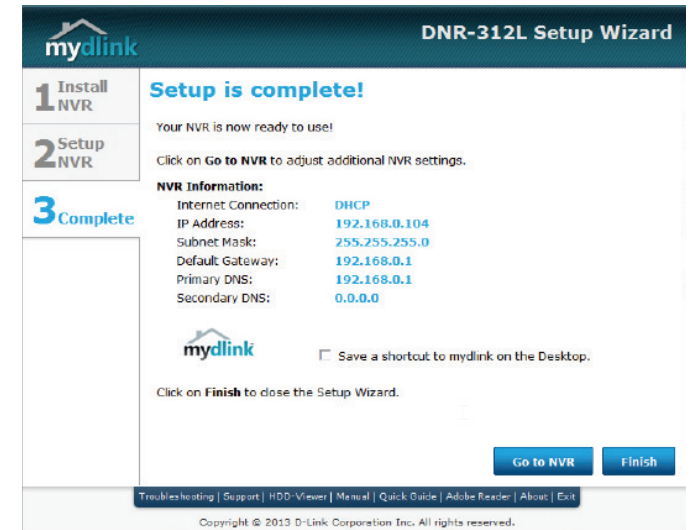 mydlink
DNR-312L Setup Wizard
1 Install NVR
2 Setup NVR
3 Complete
Setup is complete!
Your NVR is now ready to use!
Click on Go to NVR to adjust additional NVR settings.
NVR Information:
Internet Connection: DHCP
IP Address: 192.168.0.104
Subnet Mask: 255.255.255.0
Default Gateway: 192.168.0.1
Primary DNS: 192.168.0.1
Secondary DNS: 0.0.0.0
mydlink
Save a shortcut to mydlink on the Desktop.
Click on Finish to close the Setup Wizard.
Go to NVR
Finish
Troubleshooting | Support | HDD-Viewer | Manual | Quick Guide | Adobe Reader | About | Exit
Copyright @ 2013 D-Link Corporation Inc. All rights reserved.